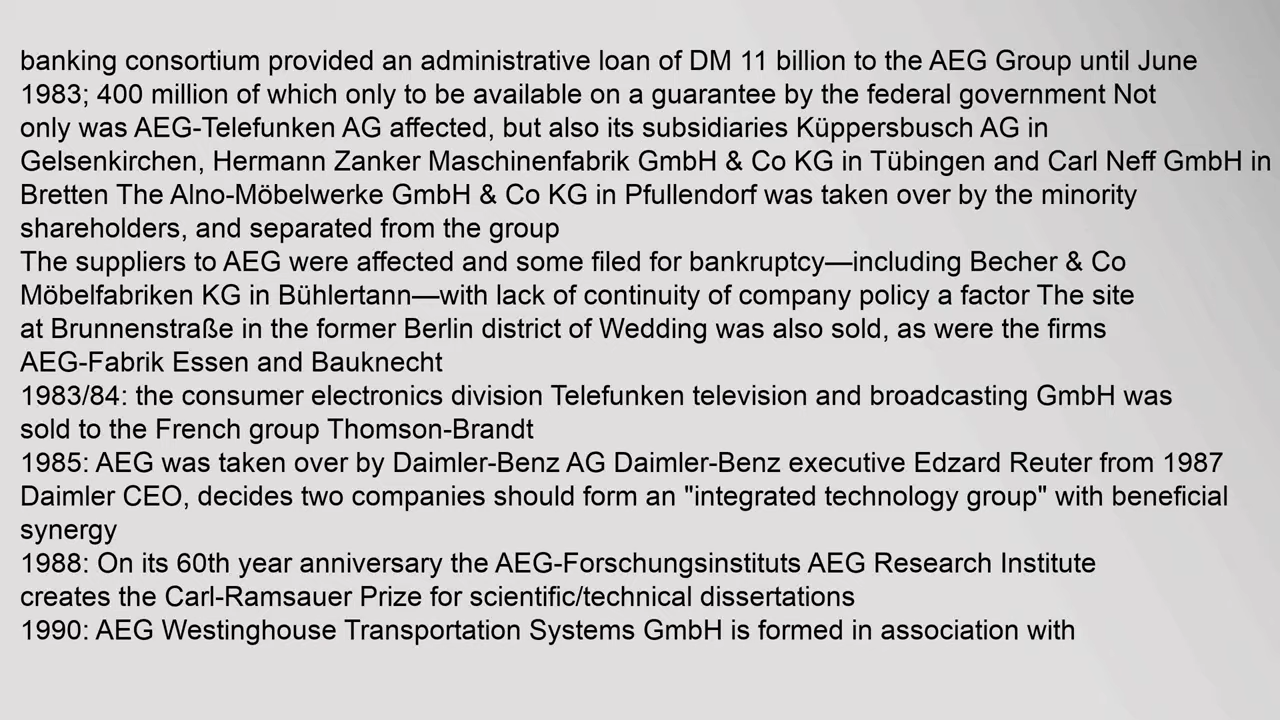 banking consortium provided an administrative loan of DM 11 billion to the AEG Group until June
1983; 400 million of which only to be available on a guarantee by the federal government Not
only was AEG-Telefunken AG affected, but also its subsidiaries Küppersbusch AG in
Gelsenkirchen, Hermann Zanker Maschinenfabrik GmbH & Co KG in Tübingen and Carl Neff GmbH in
Bretten The Alno-Möbelwerke GmbH & Co KG in Pfullendorf was taken over by the minority
shareholders, and separated from the group
The suppliers to AEG were affected and some filed for bankruptcy—including Becher & Co
Möbelfabriken KG in Bühlertann—with lack of continuity of company policy a factor The site
at Brunnenstraße in the former Berlin district of Wedding was also sold, as were the firms
AEG-Fabrik Essen and Bauknecht
1983/84: the consumer electronics division Telefunken television and broadcasting GmbH was
sold to the French group Thomson-Brandt
1985: AEG was taken over by Daimler-Benz AG Daimler-Benz executive Edzard Reuter from 1987
Daimler CEO, decides two companies should form an "integrated technology group" with beneficial
synergy
1988: On its 60th year anniversary the AEG-Forschungsinstituts AEG Research Institute
creates the Carl-Ramsauer Prize for scientific/technical dissertations
1990: AEG Westinghouse Transportation Systems GmbH is formed in association with